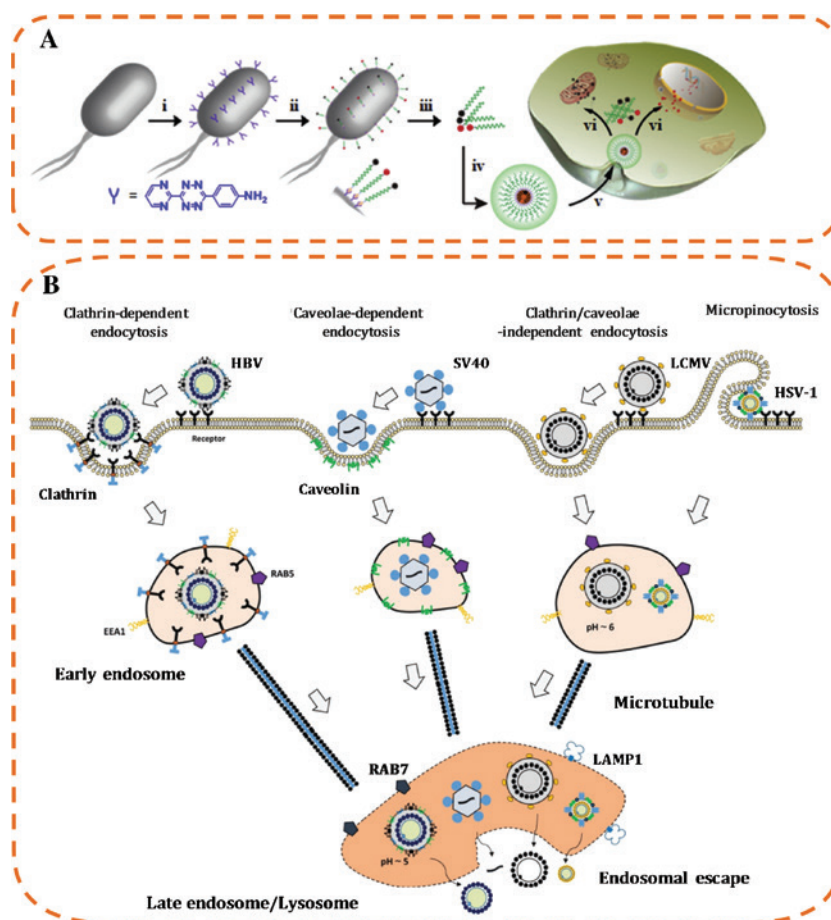 A
i
ii
iii
iv
v
vi
vi
Y =
N
N
N
N
N
N
NH2
B
Clathrin-dependent
endocytosis
Caveolae-dependent
endocytosis
Clathrin/caveolae
-independent endocytosis
Micropinocytosis
HBV
SV40
LCMV
HSV-1
Receptor
Clathrin
Caveolin
RAB5
EEA1
pH ~ 6
Early endosome
Microtubule
RAB7
LAMP1
pH ~ 5
Endosomal escape
Late endosome/Lysosome